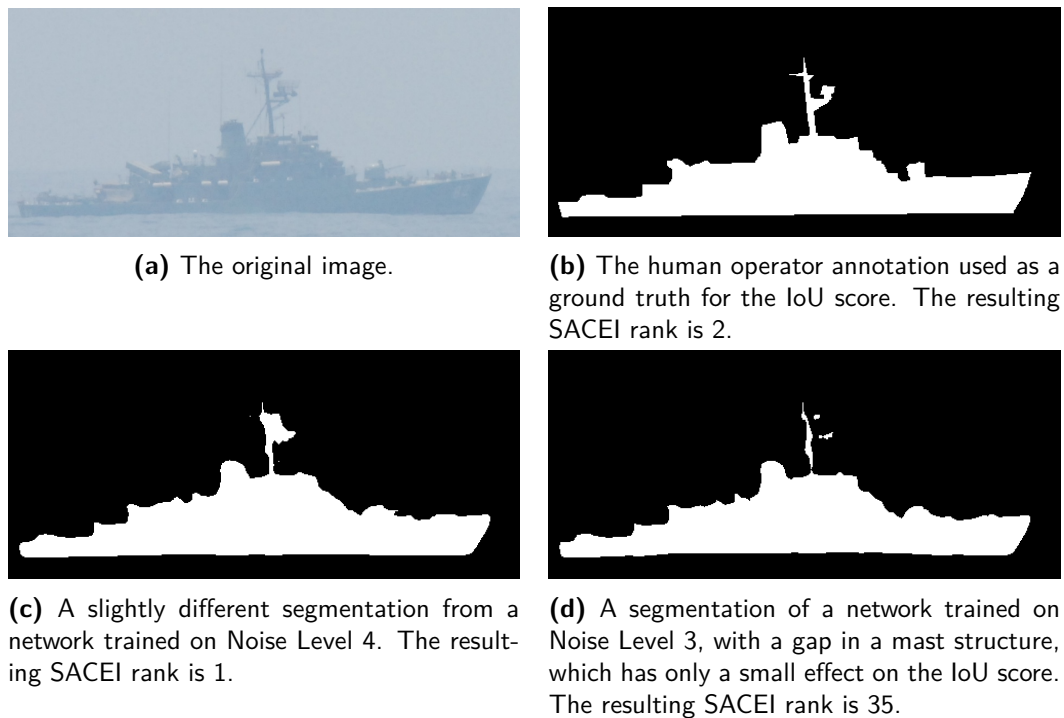 (a) The original image.
(b) The human operator annotation used as a
ground truth for the IoU score. The resulting
SACEI rank is 2.
(c) A slightly different segmentation from a
network trained on Noise Level 4. The result-
ing SACEI rank is 1.
(d) A segmentation of a network trained on
Noise Level 3, with a gap in a mast structure,
which has only a small effect on the IoU score.
The resulting SACEI rank is 35.